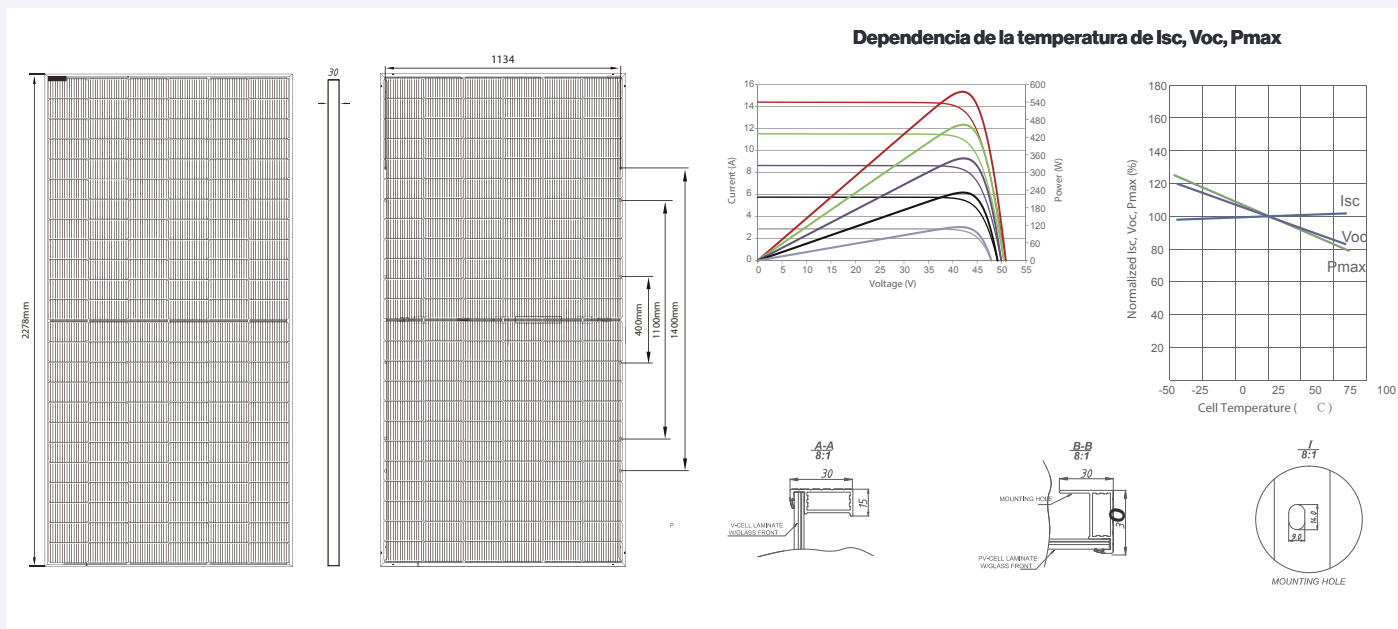 Dependencia de la temperatura de Isc, Voc, Pmax
2278mm
30
1134
400mm
1100mm
1400mm
P
Current (A)
16
14
12
10
8
6
4
2
0
600
540
480
420
360
300
240
180
120
60
0
Power (W)
0 5 10 15 20 25 30 35 40 45 50 55
Voltage (V)
Normalized Isc, Voc, Pmax (%)
180
160
140
120
100
80
60
40
20
Isc
Voc
Pmax
-50 -25 0 25 50 75 100
Cell Temperature ( ℃ )
A-A
8:1
30
15
V-CELL LAMINATE
W/GLASS FRONT
B-B
8:1
30
MOUNTING HOLE
30
PV-CELL LAMINATE
W/GLASS FRONT
I
8:1
14.0
9.0
MOUNTING HOLE